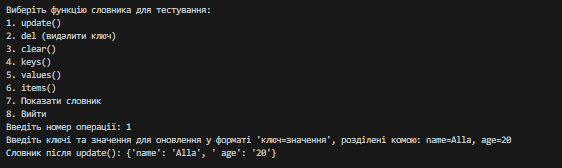 Виберіть функцію словника для тестування:
1. update()
2. del (видалити ключ)
3. clear()
4. keys()
5. values()
6. items()
7. Показати словник
8. Вийти
Введіть номер операції: 1
Введіть ключі та значення для оновлення у форматі 'ключ=значення', розділені комою: name=Alla, age=20
Словник після update(): {'name': 'Alla', ' age': '20'}